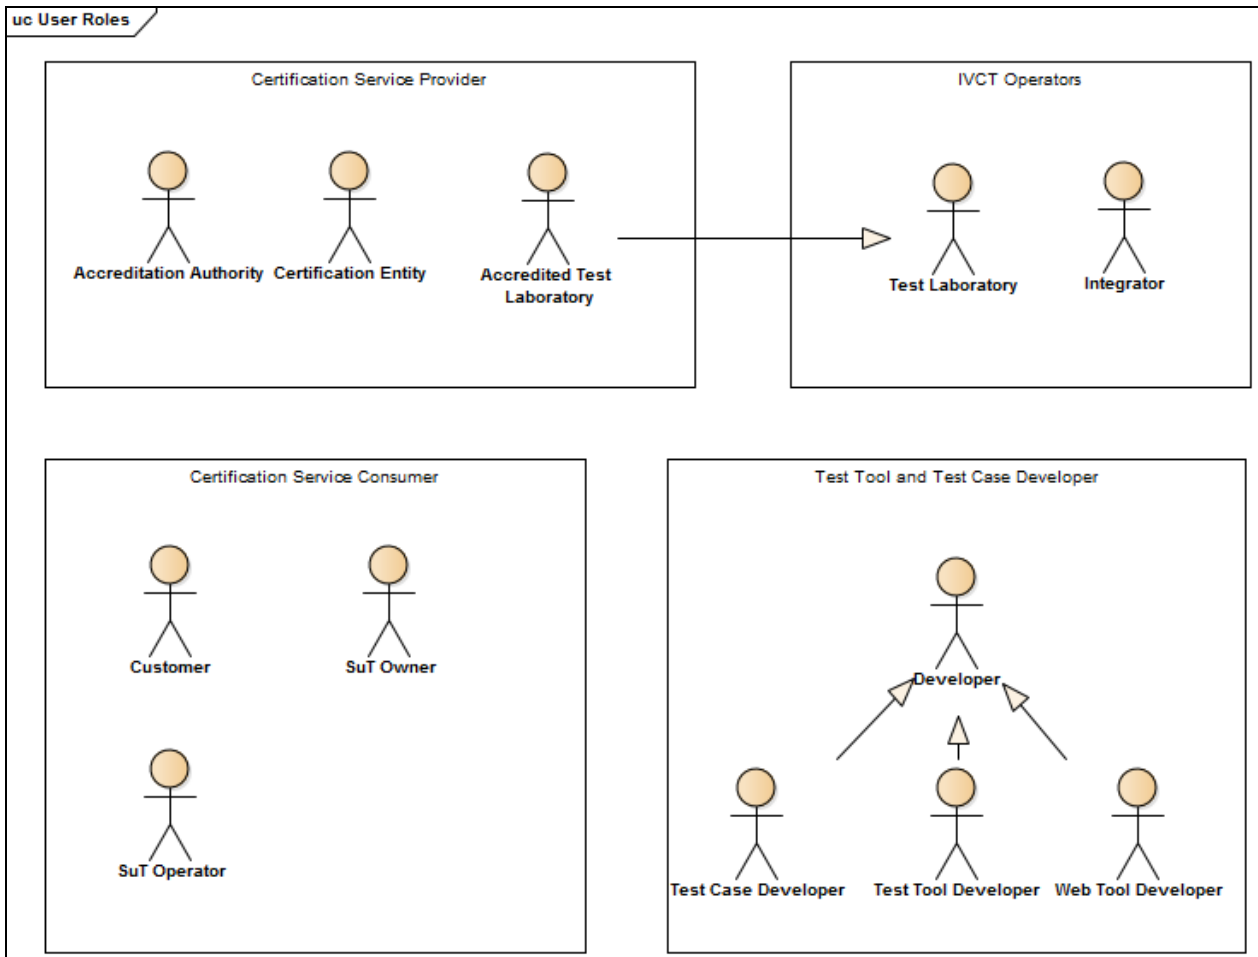 uc User Roles
Certification Service Provider
Accreditation Authority
Certification Entity
Accredited Test
Laboratory
IVCT Operators
Test Laboratory
Integrator
Certification Service Consumer
Customer
SuT Owner
SuT Operator
Test Tool and Test Case Developer
Developer
Test Case Developer
Test Tool Developer
Web Tool Developer